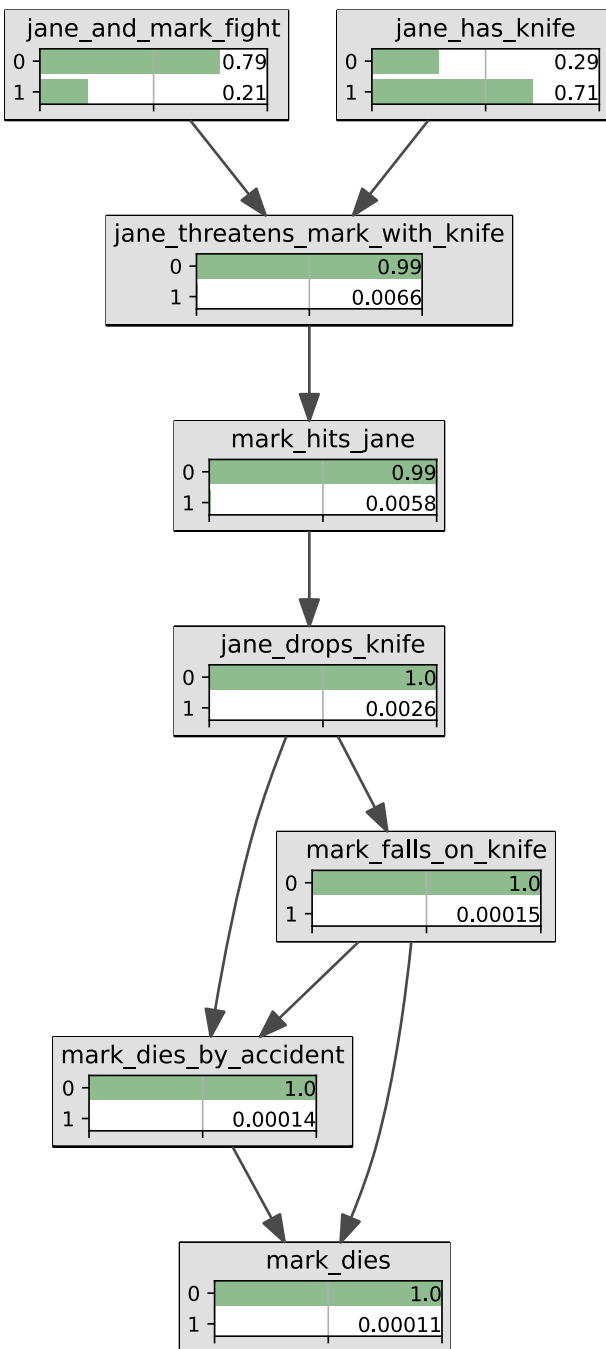 jane_and_mark_fight
0 0.79
1 0.21
jane_has_knife
0 0.29
1 0.71
jane_threatens_mark_with_knife
0 0.99
1 0.0066
mark_hits_jane
0 0.99
1 0.0058
jane_drops_knife
0 1.0
1 0.0026
mark_falls_on_knife
0 1.0
1 0.00015
mark_dies_by_accident
0 1.0
1 0.00014
mark_dies
0 1.0
1 0.00011